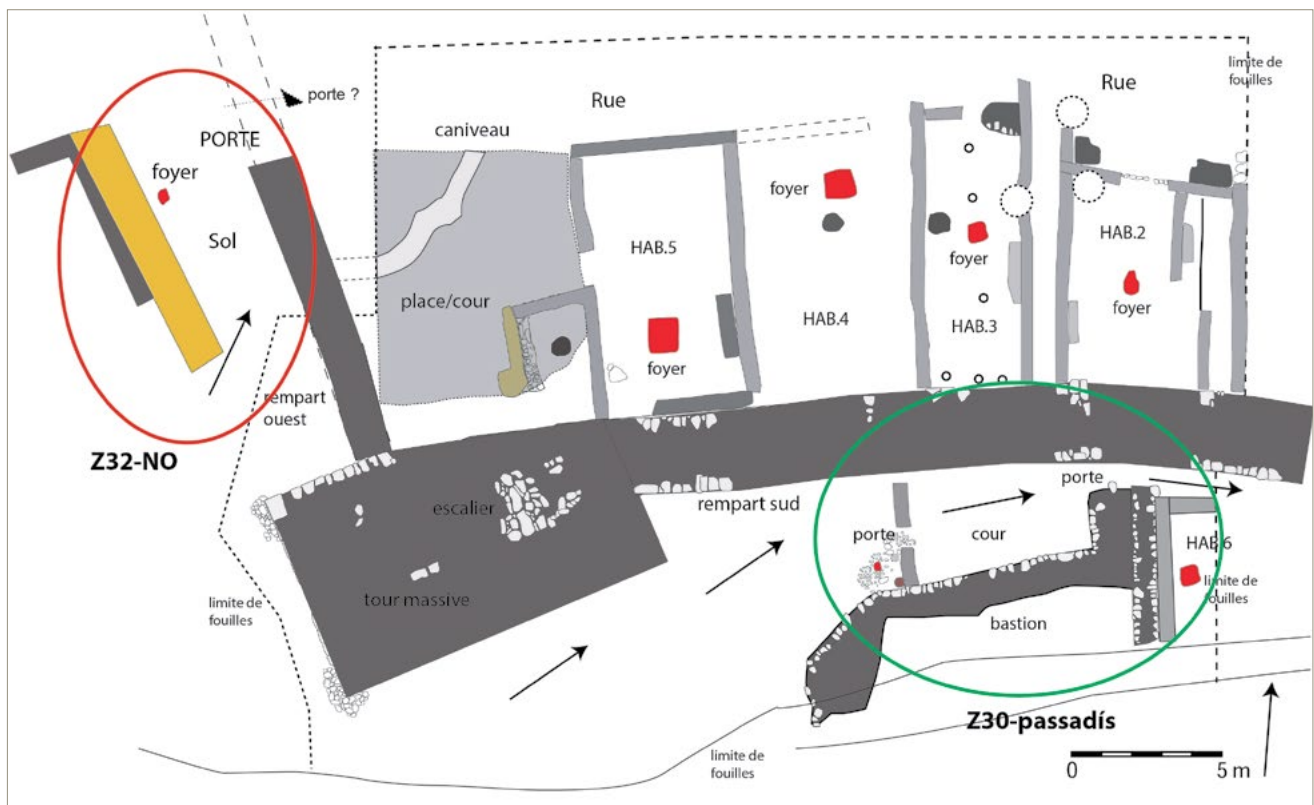 limite de
fouilles
porte ?
Rue
Rue
caniveau
PORTE
foyer
foyer
Sol
HAB.5
foyer
HAB.2
place/cour
HAB.4
HAB.3
foyer
foyer
rempart
ouest
Z32-NO
escalier
rempart sud
porte
porte
cour
HAB.6
limite de
fouilles
limite de
fouilles
tour massive
bastion
Z30-passadís
limite de
fouilles
0
5 m